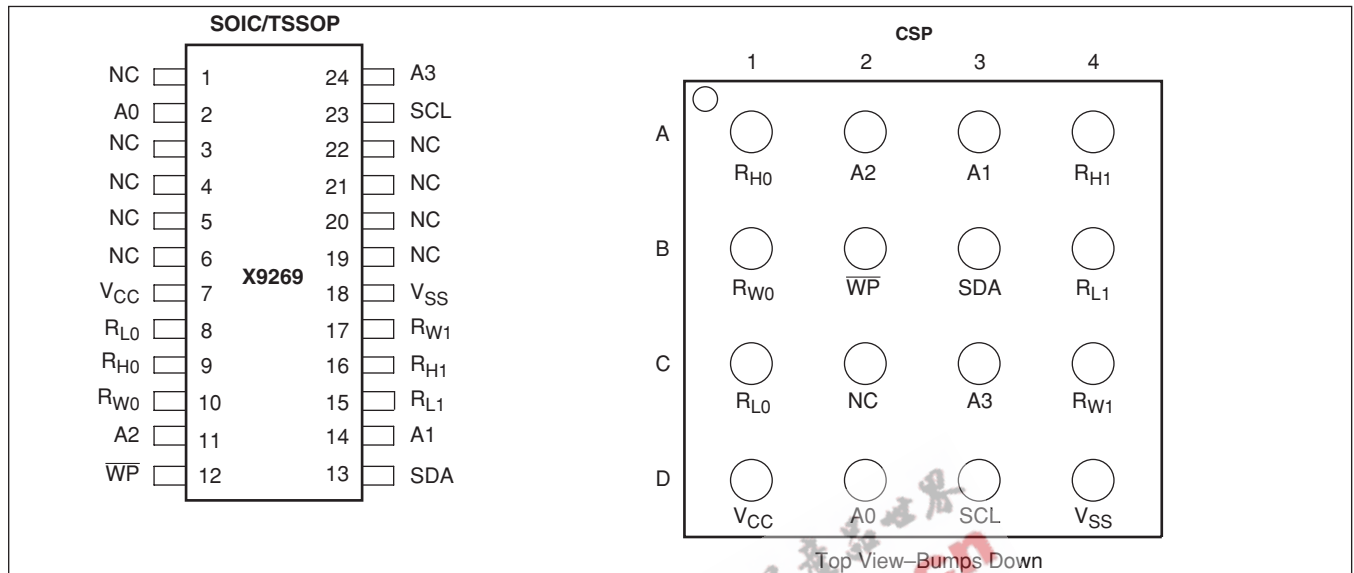 SOIC/TSSOP
NC 1 24 A3
A0 2 23 SCL
NC 3 22 NC
NC 4 21 NC
NC 5 20 NC
NC 6 19 NC
X9269
VCC 7 18 VSS
RL0 8 17 RW1
RH0 9 16 RH1
RW0 10 15 RL1
A2 11 14 A1
WP 12 13 SDA
CSP
1 2 3 4
A
RH0 A2 A1 RH1
B
RW0 WP SDA RL1
C
RL0 NC A3 RW1
D
VCC A0 SCL VSS
Top View–Bumps Down